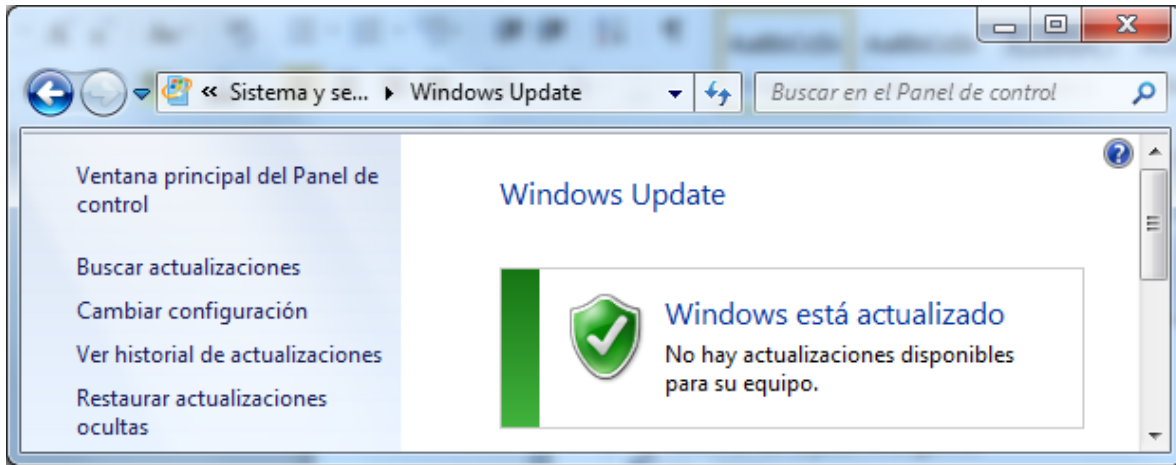 « Sistema y se... ▸ Windows Update
Buscar en el Panel de control
Ventana principal del Panel de
control
Buscar actualizaciones
Cambiar configuración
Ver historial de actualizaciones
Restaurar actualizaciones
ocultas
Windows Update
Windows está actualizado
No hay actualizaciones disponibles
para su equipo.